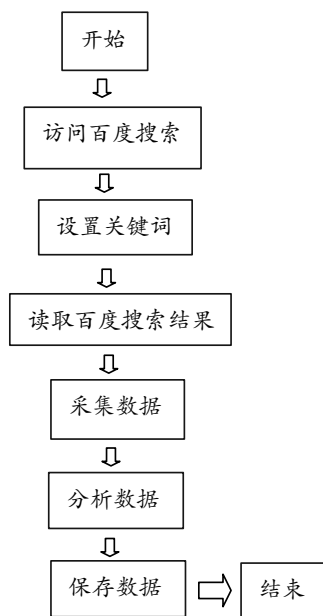 开始
访问百度搜索
设置关键词
读取百度搜索结果
采集数据
分析数据
保存数据
结束